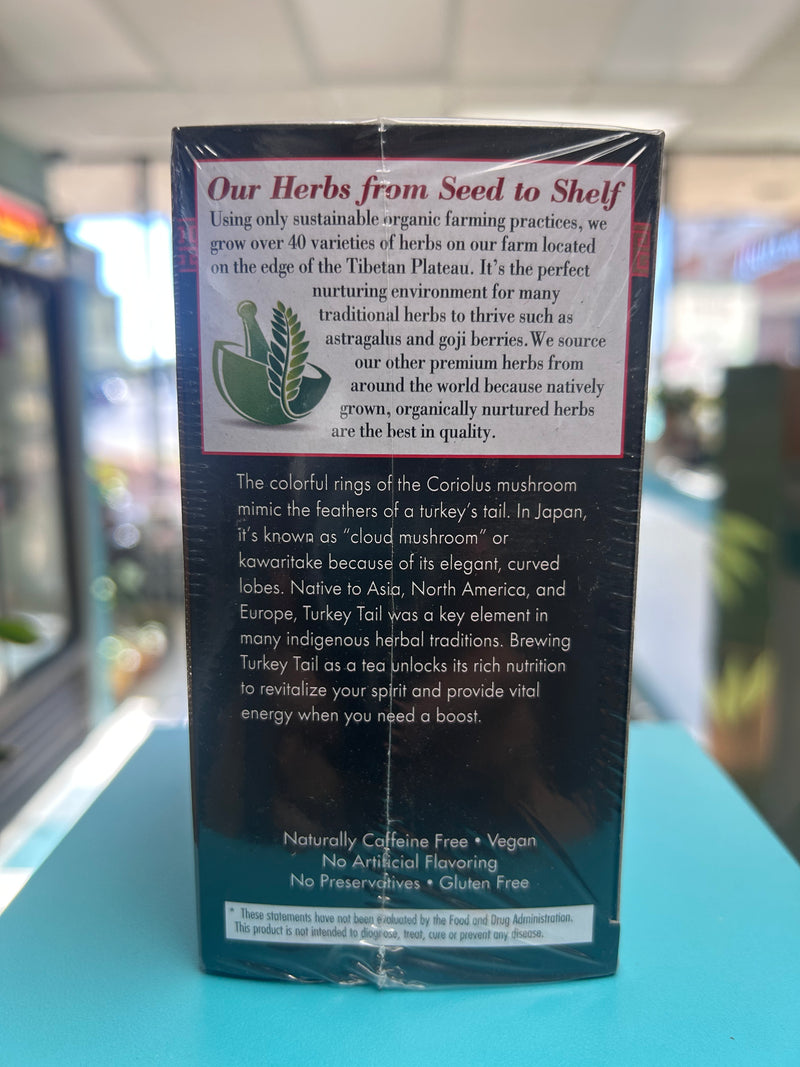 Our Herbs from Seed to Shelf
Using only sustainable organic farming practices, we
grow over 40 varieties of herbs on our farm located
on the edge of the Tibetan Plateau. It's the perfect
nurturing environment for many
traditional herbs to thrive such as
astragalus and goji berries. We source
our other premium herbs from
around the world because natively
grown, organically nurtured herbs
are the best in quality.
The colorful rings of the Coriolus mushroom
mimic the feathers of a turkey's tail. In Japan,
it's known as “cloud mushroom” or
kawaritake because of its elegant, curved
lobes. Native to Asia, North America, and
Europe, Turkey Tail was a key element in
many indigenous herbal traditions. Brewing
Turkey Tail as a tea unlocks its rich nutrition
to revitalize your spirit and provide vital
energy when you need a boost.
Naturally Caffeine Free • Vegan
No Artificial Flavoring
No Preservatives • Gluten Free
* These statements have not been evaluated by the Food and Drug Administration.
This product is not intended to diagnose, treat, cure or prevent any disease.